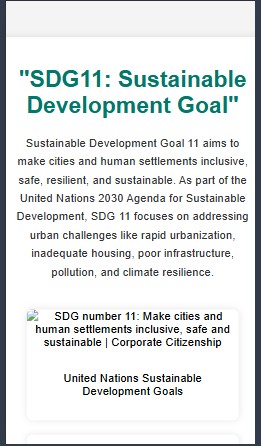 "SDG11: Sustainable
Development Goal"
Sustainable Development Goal 11 aims to
make cities and human settlements inclusive,
safe, resilient, and sustainable. As part of the
United Nations 2030 Agenda for Sustainable
Development, SDG 11 focuses on addressing
urban challenges like rapid urbanization,
inadequate housing, poor infrastructure,
pollution, and climate resilience.
SDG number 11: Make cities and
human settlements inclusive, safe and
sustainable | Corporate Citizenship
United Nations Sustainable
Development Goals